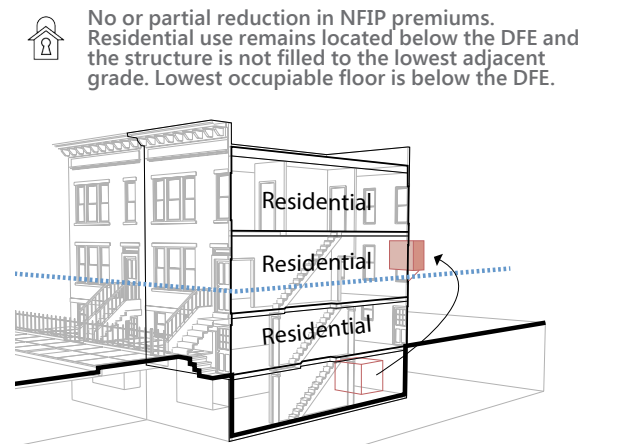 No or partial reduction in NFIP premiums.
Residential use remains located below the DFE and
the structure is not filled to the lowest adjacent
grade. Lowest occupiable floor is below the DFE.
Residential
Residential
Residential